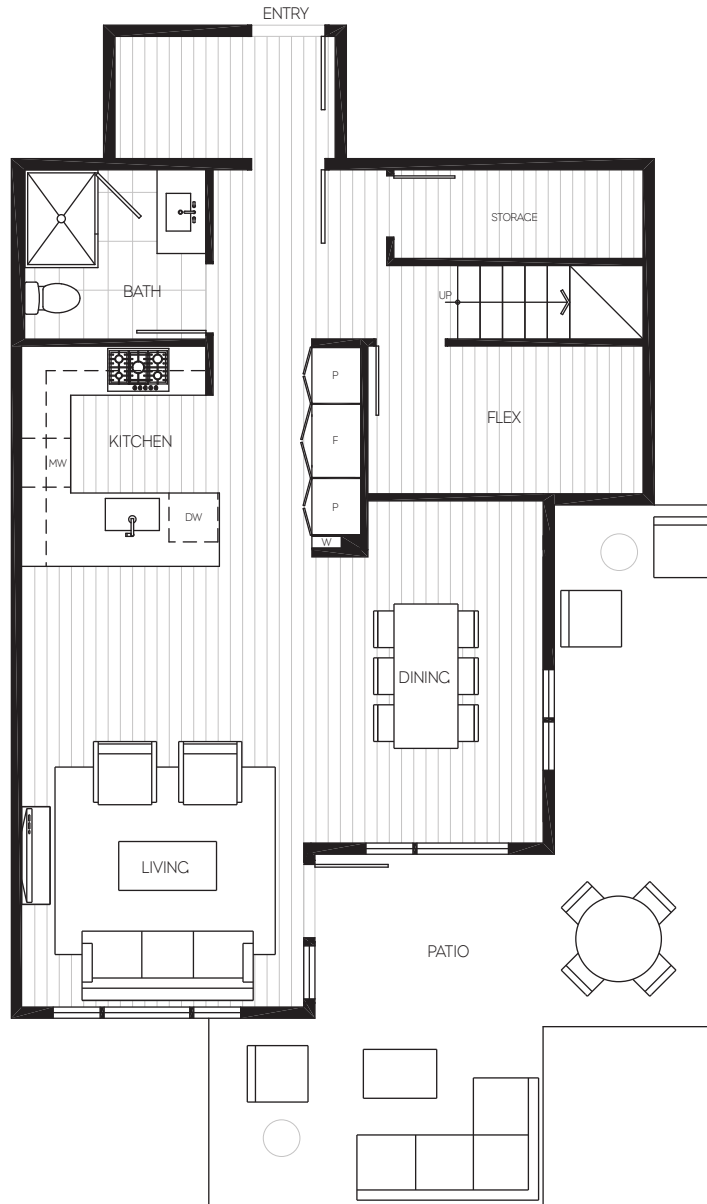 ENTRY
STORAGE
BATH
UP
P
FLEX
KITCHEN
F
MW
P
DW
W
DINING
LIVING
PATIO